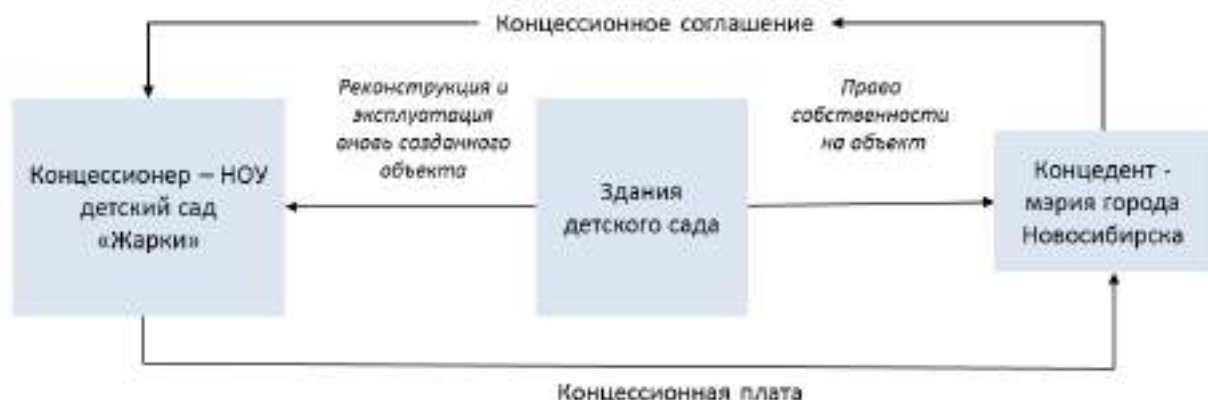 Концессионное соглашение
Реконструкция и
эксплуатация
вновь созданного
объекта
Право
собственности
на объект
Концессионер – НОУ
детский сад
«Жарки»
Здания
детского сада
Концедент -
мэрия города
Новосибирска
Концессионная плата